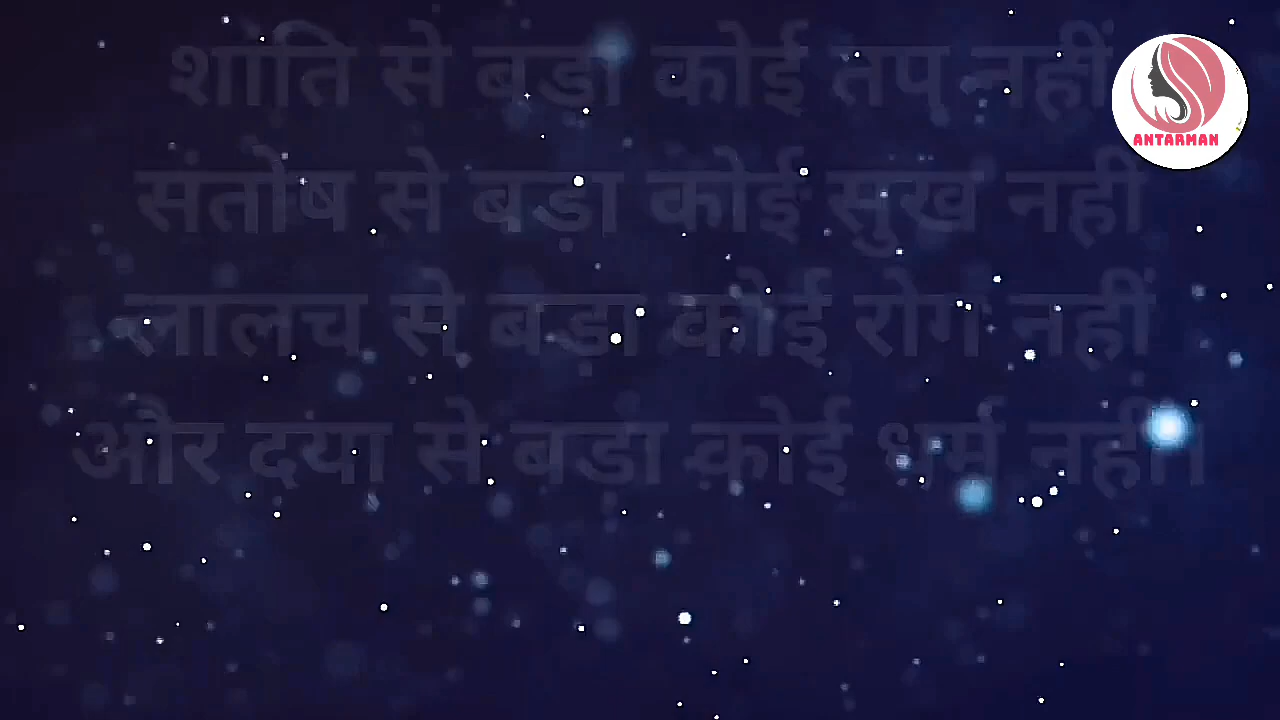 शांति से बड़ा कोई तप नहीं
संतोष से बड़ा कोई सुख नहीं
लालच से बड़ा कोई रोग नहीं
और दया से बड़ा कोई धर्म नहीं।
ANTARMAN